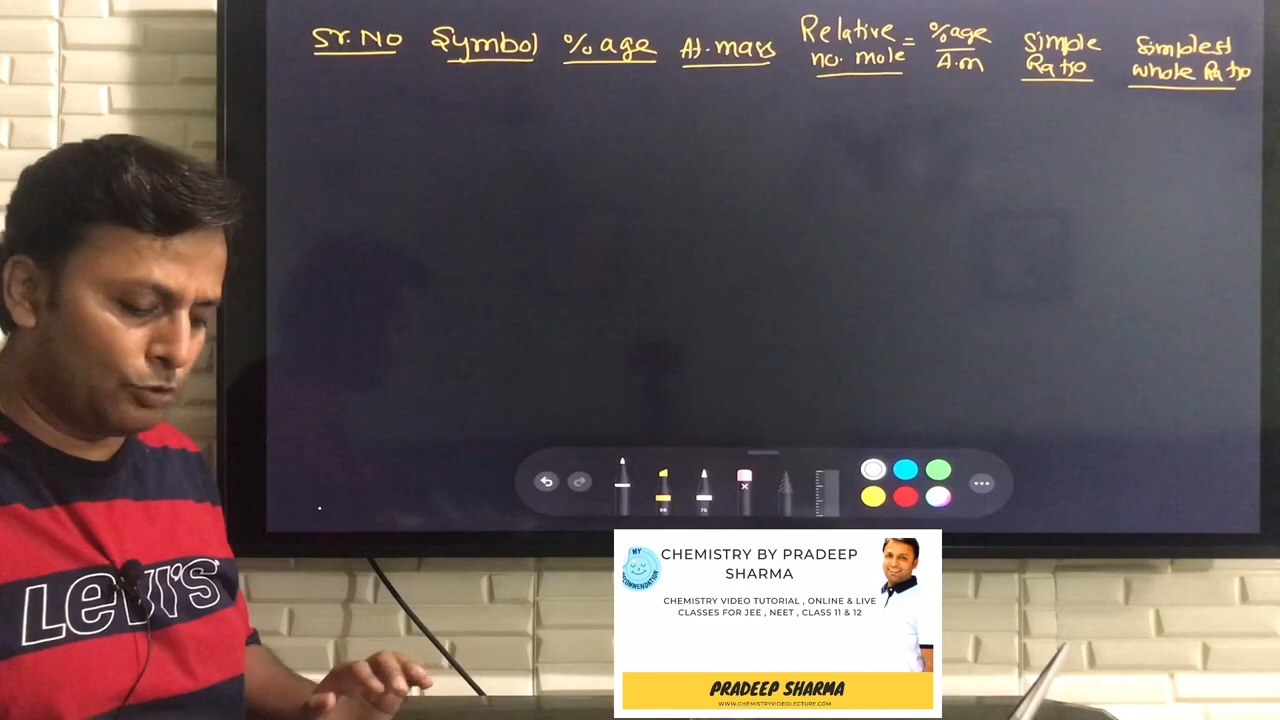 Sr. No Symbol %age At. mass Relative no. mole = %age / A.m Simple Ratio Simplest whole Ratio
LEVI'S
MY
RECOMMENDATION
CHEMISTRY BY PRADEEP
SHARMA
CHEMISTRY VIDEO TUTORIAL , ONLINE & LIVE
CLASSES FOR JEE , NEET , CLASS 11 & 12
PRADEEP SHARMA
WWW.CHEMISTRYVIDEOLECTURE.COM